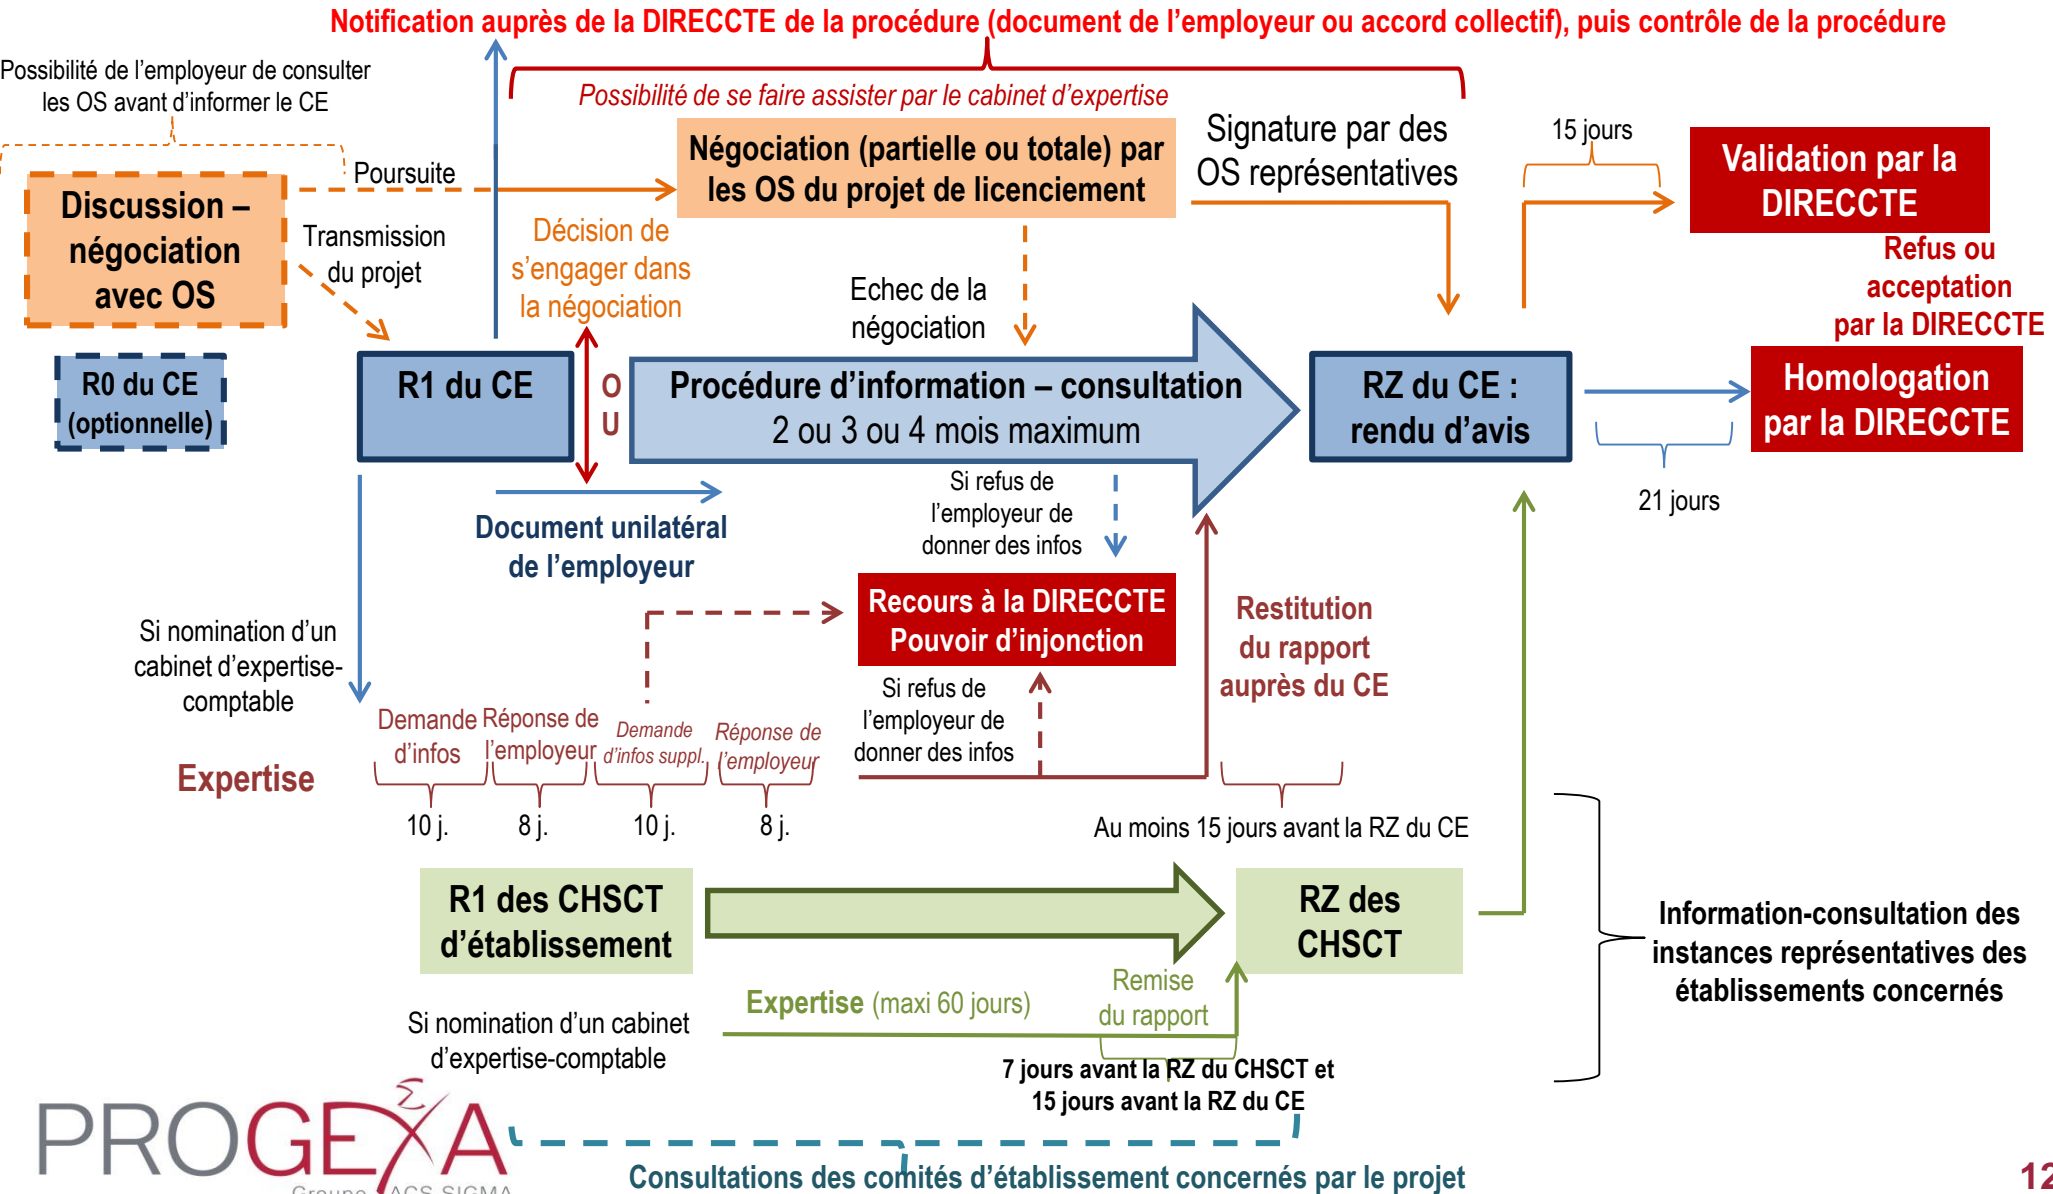 Notification auprès de la DIRECCTE de la procédure (document de l’employeur ou accord collectif), puis contrôle de la procédure
Possibilité de l’employeur de consulter
les OS avant d’informer le CE
Possibilité de se faire assister par le cabinet d’expertise
Discussion –
négociation
avec OS
Poursuite
Transmission
du projet
Négociation (partielle ou totale) par
les OS du projet de licenciement
Signature par des
OS représentatives
15 jours
Validation par la
DIRECCTE
Refus ou
acceptation
par la DIRECCTE
Décision de
s’engager dans
la négociation
Echec de la
négociation
R0 du CE
(optionnelle)
R1 du CE
O
U
Procédure d’information – consultation
2 ou 3 ou 4 mois maximum
RZ du CE :
rendu d’avis
Homologation
par la DIRECCTE
21 jours
Document unilatéral
de l’employeur
Si refus de
l’employeur de
donner des infos
Recours à la DIRECCTE
Pouvoir d’injonction
Restitution
du rapport
auprès du CE
Si nomination d’un
cabinet d’expertise-
comptable
Si refus de
l’employeur de
donner des infos
Expertise
Demande
d’infos
Réponse de
l’employeur
Demande
d’infos suppl.
Réponse de
l’employeur
10 j.
8 j.
10 j.
8 j.
Au moins 15 jours avant la RZ du CE
R1 des CHSCT
d’établissement
RZ des
CHSCT
Information-consultation des
instances représentatives des
établissements concernés
Expertise (maxi 60 jours)
Remise
du rapport
Si nomination d’un cabinet
d’expertise-comptable
7 jours avant la RZ du CHSCT et
15 jours avant la RZ du CE
PROGEXA
Groupe ACS SIGMA
Consultations des comités d’établissement concernés par le projet
12